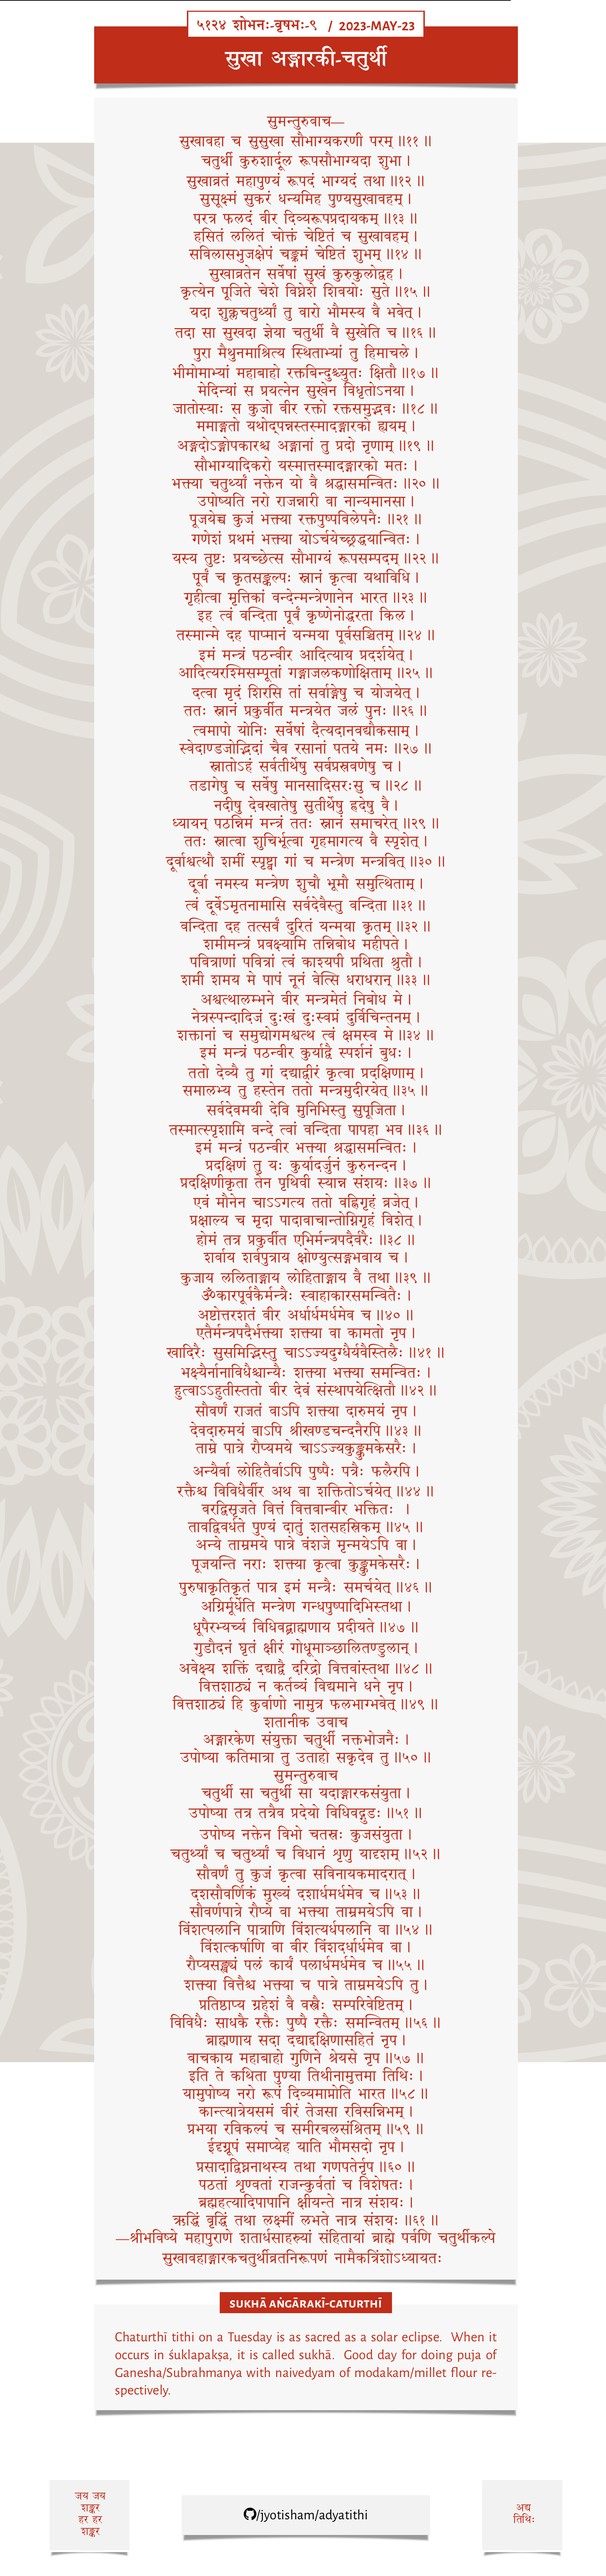 ५१२४ शोभनः-वृषभः-९ / 2023-MAY-23
सुखा अङ्गारकी-चतुर्थी
सुमन्तुरुवाच—
सुखावहा च सुसुखा सौभाग्यकरणी परम् ॥११ ॥
चतुर्थी कुरुशार्दूल रूपसौभाग्यदा शुभा ।
सुखाव्रतं महापुण्यं रूपदं भाग्यदं तथा ॥१२ ॥
सुसूक्ष्मं सुकरं धन्यमिह पुण्यसुखावहम् ।
परत्र फलदं वीर दिव्यरूपप्रदायकम् ॥१३ ॥
हसितं ललितं चोक्तं चेष्टितं च सुखावहम् ।
सविलासभुजक्षेपं चङ्क्रमं चेष्टितं शुभम् ॥१४ ॥
सुखाव्रतेन सर्वेषां सुखं कुरुकुलोद्वह ।
कृत्येन पूजिते चेशे विघ्नेशे शिवयोः सुते ॥१५ ॥
यदा शुक्लचतुर्थ्यां तु वारो भौमस्य वै भवेत् ।
तदा सा सुखदा ज्ञेया चतुर्थी वै सुखेति च ॥१६ ॥
पुरा मैथुनमाश्रित्य स्थिताभ्यां तु हिमाचले ।
भीमोमाभ्यां महाबाहो रक्तबिन्दुश्च्युतः क्षितौ ॥१७ ॥
मेदिन्यां स प्रयत्नेन सुखेन विधृतोऽनया ।
जातोस्याः स कुजो वीर रक्तो रक्तसमुद्भवः ॥१८ ॥
ममाङ्गतो यथोद्पन्नस्तस्मादङ्गारको ह्ययम् ।
अङ्गदोऽङ्गोपकारश्च अङ्गानां तु प्रदो नृणाम् ॥१९ ॥
सौभाग्यादिकरो यस्मात्तस्मादङ्गारको मतः ।
भक्त्या चतुर्थ्यां नक्तेन यो वै श्रद्धासमन्वितः ॥२० ॥
उपोष्यति नरो राजन्नारी वा नान्यमानसा ।
पूजयेच्च कुजं भक्त्या रक्तपुष्पविलेपनैः ॥२१ ॥
गणेशं प्रथमं भक्त्या योऽर्चयेच्छ्रद्धयान्वितः ।
यस्य तुष्टः प्रयच्छेत्स सौभाग्यं रूपसम्पदम् ॥२२ ॥
पूर्वं च कृतसङ्कल्पः स्नानं कृत्वा यथाविधि ।
गृहीत्वा मृत्तिकां वन्देन्मन्त्रेणानेन भारत ॥२३ ॥
इह त्वं वन्दिता पूर्वं कृष्णेनोद्धरता किल ।
तस्मान्मे दह पाप्मानं यन्मया पूर्वसञ्चितम् ॥२४ ॥
इमं मन्त्रं पठन्वीर आदित्याय प्रदर्शयेत् ।
आदित्यरश्मिसम्पूतां गङ्गाजलकणोक्षिताम् ॥२५ ॥
दत्वा मृदं शिरसि तां सर्वाङ्गेषु च योजयेत् ।
ततः स्नानं प्रकुर्वीत मन्त्रयेत जलं पुनः ॥२६ ॥
त्वमापो योनिः सर्वेषां दैत्यदानवद्यौकसाम् ।
स्वेदाण्डजोद्भिदां चैव रसानां पतये नमः ॥२७ ॥
स्नातोऽहं सर्वतीर्थेषु सर्वप्रस्रवणेषु च ।
तडागेषु च सर्वेषु मानसादिसरःसु च ॥२८ ॥
नदीषु देवखातेषु सुतीर्थेषु ह्रदेषु वै ।
ध्यायन् पठन्निमं मन्त्रं ततः स्नानं समाचरेत् ॥२९ ॥
ततः स्नात्वा शुचिर्भूत्वा गृहमागत्य वै स्पृशेत् ।
दूर्वाश्वत्थौ शमीं स्पृष्ट्वा गां च मन्त्रेण मन्त्रवित् ॥३० ॥
दूर्वा नमस्य मन्त्रेण शुचौ भूमौ समुत्थिताम् ।
त्वं दूर्वेऽमृतनामासि सर्वदेवैस्तु वन्दिता ॥३१ ॥
वन्दिता दह तत्सर्वं दुरितं यन्मया कृतम् ॥३२ ॥
शमीमन्त्रं प्रवक्ष्यामि तन्निबोध महीपते ।
पवित्राणां पवित्रां त्वं काश्यपी प्रथिता श्रुतौ ।
शमी शमय मे पापं नूनं वेत्सि धराधरान् ॥३३ ॥
अश्वत्थालम्भने वीर मन्त्रमेतं निबोध मे ।
नेत्रस्पन्दादिजं दुःखं दुःस्वप्नं दुर्विचिन्तनम् ।
शक्तानां च समुद्योगमश्वत्थ त्वं क्षमस्व मे ॥३४ ॥
इमं मन्त्रं पठन्वीर कुर्याद्वै स्पर्शनं बुधः ।
ततो देव्यै तु गां दद्याद्वीरं कृत्वा प्रदक्षिणाम् ।
समालभ्य तु हस्तेन ततो मन्त्रमुदीरयेत् ॥३५ ॥
सर्वदेवमयी देवि मुनिभिस्तु सुपूजिता ।
तस्मात्स्पृशामि वन्दे त्वां वन्दिता पापहा भव ॥३६ ॥
इमं मन्त्रं पठन्वीर भक्त्या श्रद्धासमन्वितः ।
प्रदक्षिणं तु यः कुर्यादर्जुनं कुरुनन्दन ।
प्रदक्षिणीकृता तेन पृथिवी स्यान्न संशयः ॥३७ ॥
एवं मौनेन चाऽऽगत्य ततो वह्निगृहं व्रजेत् ।
प्रक्षाल्य च मृदा पादावाचान्तोग्निगृहं विशेत् ।
होमं तत्र प्रकुर्वीत एभिर्मन्त्रपदैर्वरैः ॥३८ ॥
शर्वाय शर्वपुत्राय क्षोण्युत्सङ्गभवाय च ।
कुजाय ललिताङ्गाय लोहिताङ्गाय वै तथा ॥३९ ॥
ॐकारपूर्वकैर्मन्त्रैः स्वाहाकारसमन्वितैः ।
अष्टोत्तरशतं वीर अर्धार्धमर्धमेव च ॥४० ॥
एतैर्मन्त्रपदैर्भक्त्या शक्त्या वा कामतो नृप ।
खादिरैः सुसमिद्भिस्तु चाऽऽज्यदुग्धैर्यवैस्तिलैः ॥४१ ॥
भक्ष्यैर्नानाविधैश्चान्यैः शक्त्या भक्त्या समन्वितः ।
हुत्वाऽऽहुतीस्ततो वीर देवं संस्थापयेत्क्षितौ ॥४२ ॥
सौवर्णं राजतं वाऽपि शक्त्या दारुमयं नृप ।
देवदारुमयं वाऽपि श्रीखण्डचन्दनैरपि ॥४३ ॥
ताम्रे पात्रे रौप्यमये चाऽऽज्यकुङ्कुमकेसरैः ।
अन्यैर्वा लोहितैर्वाऽपि पुष्पैः पत्रैः फलैरपि ।
रक्तैश्च विविधैर्वीर अथ वा शक्तितोऽर्चयेत् ॥४४ ॥
वरद्विसृजते वित्तं वित्तवान्वीर भक्तितः ।
तावद्विवर्धते पुण्यं दातुं शतसहस्रिकम् ॥४५ ॥
अन्ये ताम्रमये पात्रे वंशजे मृन्मयेऽपि वा ।
पूजयन्ति नराः शक्त्या कृत्वा कुङ्कुमकेसरैः ।
पुरुषाकृतिकृतं पात्र इमं मन्त्रैः समर्चयेत् ॥४६ ॥
अग्निर्मूर्धेति मन्त्रेण गन्धपुष्पादिभिस्तथा ।
धूपैरभ्यर्च्य विधिवद्ब्राह्मणाय प्रदीयते ॥४७ ॥
गुडौदनं घृतं क्षीरं गोधूमाञ्छालितण्डुलान् ।
अवेक्ष्य शक्तिं दद्याद्वै दरिद्रो वित्तवांस्तथा ॥४८ ॥
वित्तशाठ्यं न कर्तव्यं विद्यमाने धने नृप ।
वित्तशाठ्यं हि कुर्वाणो नामुत्र फलभाग्भवेत् ॥४९ ॥
शतानीक उवाच
अङ्गारकेण संयुक्ता चतुर्थी नक्तभोजनैः ।
उपोष्या कतिमात्रा तु उताहो सकृदेव तु ॥५० ॥
सुमन्तुरुवाच
चतुर्थी सा चतुर्थी सा यदाङ्गारकसंयुता ।
उपोष्या तत्र तत्रैव प्रदेयो विधिवद्गुडः ॥५१ ॥
उपोष्य नक्तेन विभो चतस्रः कुजसंयुता ।
चतुर्थ्यां च चतुर्थ्यां च विधानं शृणु यादृशम् ॥५२ ॥
सौवर्णं तु कुजं कृत्वा सविनायकमादरात् ।
दशसौवर्णिकं मुख्यं दशार्धमर्धमेव च ॥५३ ॥
सौवर्णपात्रे रौप्ये वा भक्त्या ताम्रमयेऽपि वा ।
विंशत्पलानि पात्राणि विंशत्यर्धपलानि वा ॥५४ ॥
विंशत्कर्षाणि वा वीर विंशदर्धार्धमेव वा ।
रौप्यसङ्ख्यं पलं कार्यं पलार्धमर्धमेव च ॥५५ ॥
शक्त्या वित्तैश्च भक्त्या च पात्रे ताम्रमयेऽपि तु ।
प्रतिष्ठाप्य ग्रहेशं वै वस्त्रैः सम्परिवेष्टितम् ।
विविधैः साधकै रक्तैः पुष्पै रक्तैः समन्वितम् ॥५६ ॥
ब्राह्मणाय सदा दद्याद्दक्षिणासहितं नृप ।
वाचकाय महाबाहो गुणिने श्रेयसे नृप ॥५७ ॥
इति ते कथिता पुण्या तिथीनामुत्तमा तिथिः ।
यामुपोष्य नरो रूपं दिव्यमाप्नोति भारत ॥५८ ॥
कान्त्यात्रेयसमं वीरं तेजसा रविसन्निभम् ।
प्रभया रविकल्पं च समीरबलसंश्रितम् ॥५९ ॥
ईदृग्रूपं समाप्येह याति भौमसदो नृप ।
प्रसादाद्विघ्ननाथस्य तथा गणपतेर्नृप ॥६० ॥
पठतां शृण्वतां राजन्कुर्वतां च विशेषतः ।
ब्रह्महत्यादिपापानि क्षीयन्ते नात्र संशयः ।
ऋद्धिं वृद्धिं तथा लक्ष्मीं लभते नात्र संशयः ॥६१ ॥
—श्रीभविष्ये महापुराणे शतार्धसाहस्र्यां संहितायां ब्राह्मे पर्वणि चतुर्थीकल्पे
सुखावहाङ्गारकचतुर्थीव्रतनिरूपणं नामैकत्रिंशोऽध्यायतः
SUKHĀ AṄGĀRAKĪ-CATURTHĪ
Chaturthī tithi on a Tuesday is as sacred as a solar eclipse. When it
occurs in śuklapakṣa, it is called sukhā. Good day for doing puja of
Ganesha/Subrahmanya with naivedyam of modakam/millet flour re-
spectively.
जय जय
शङ्कर
हर हर
शङ्कर
/jyotisham/adyatithi
अद्य
तिथिः